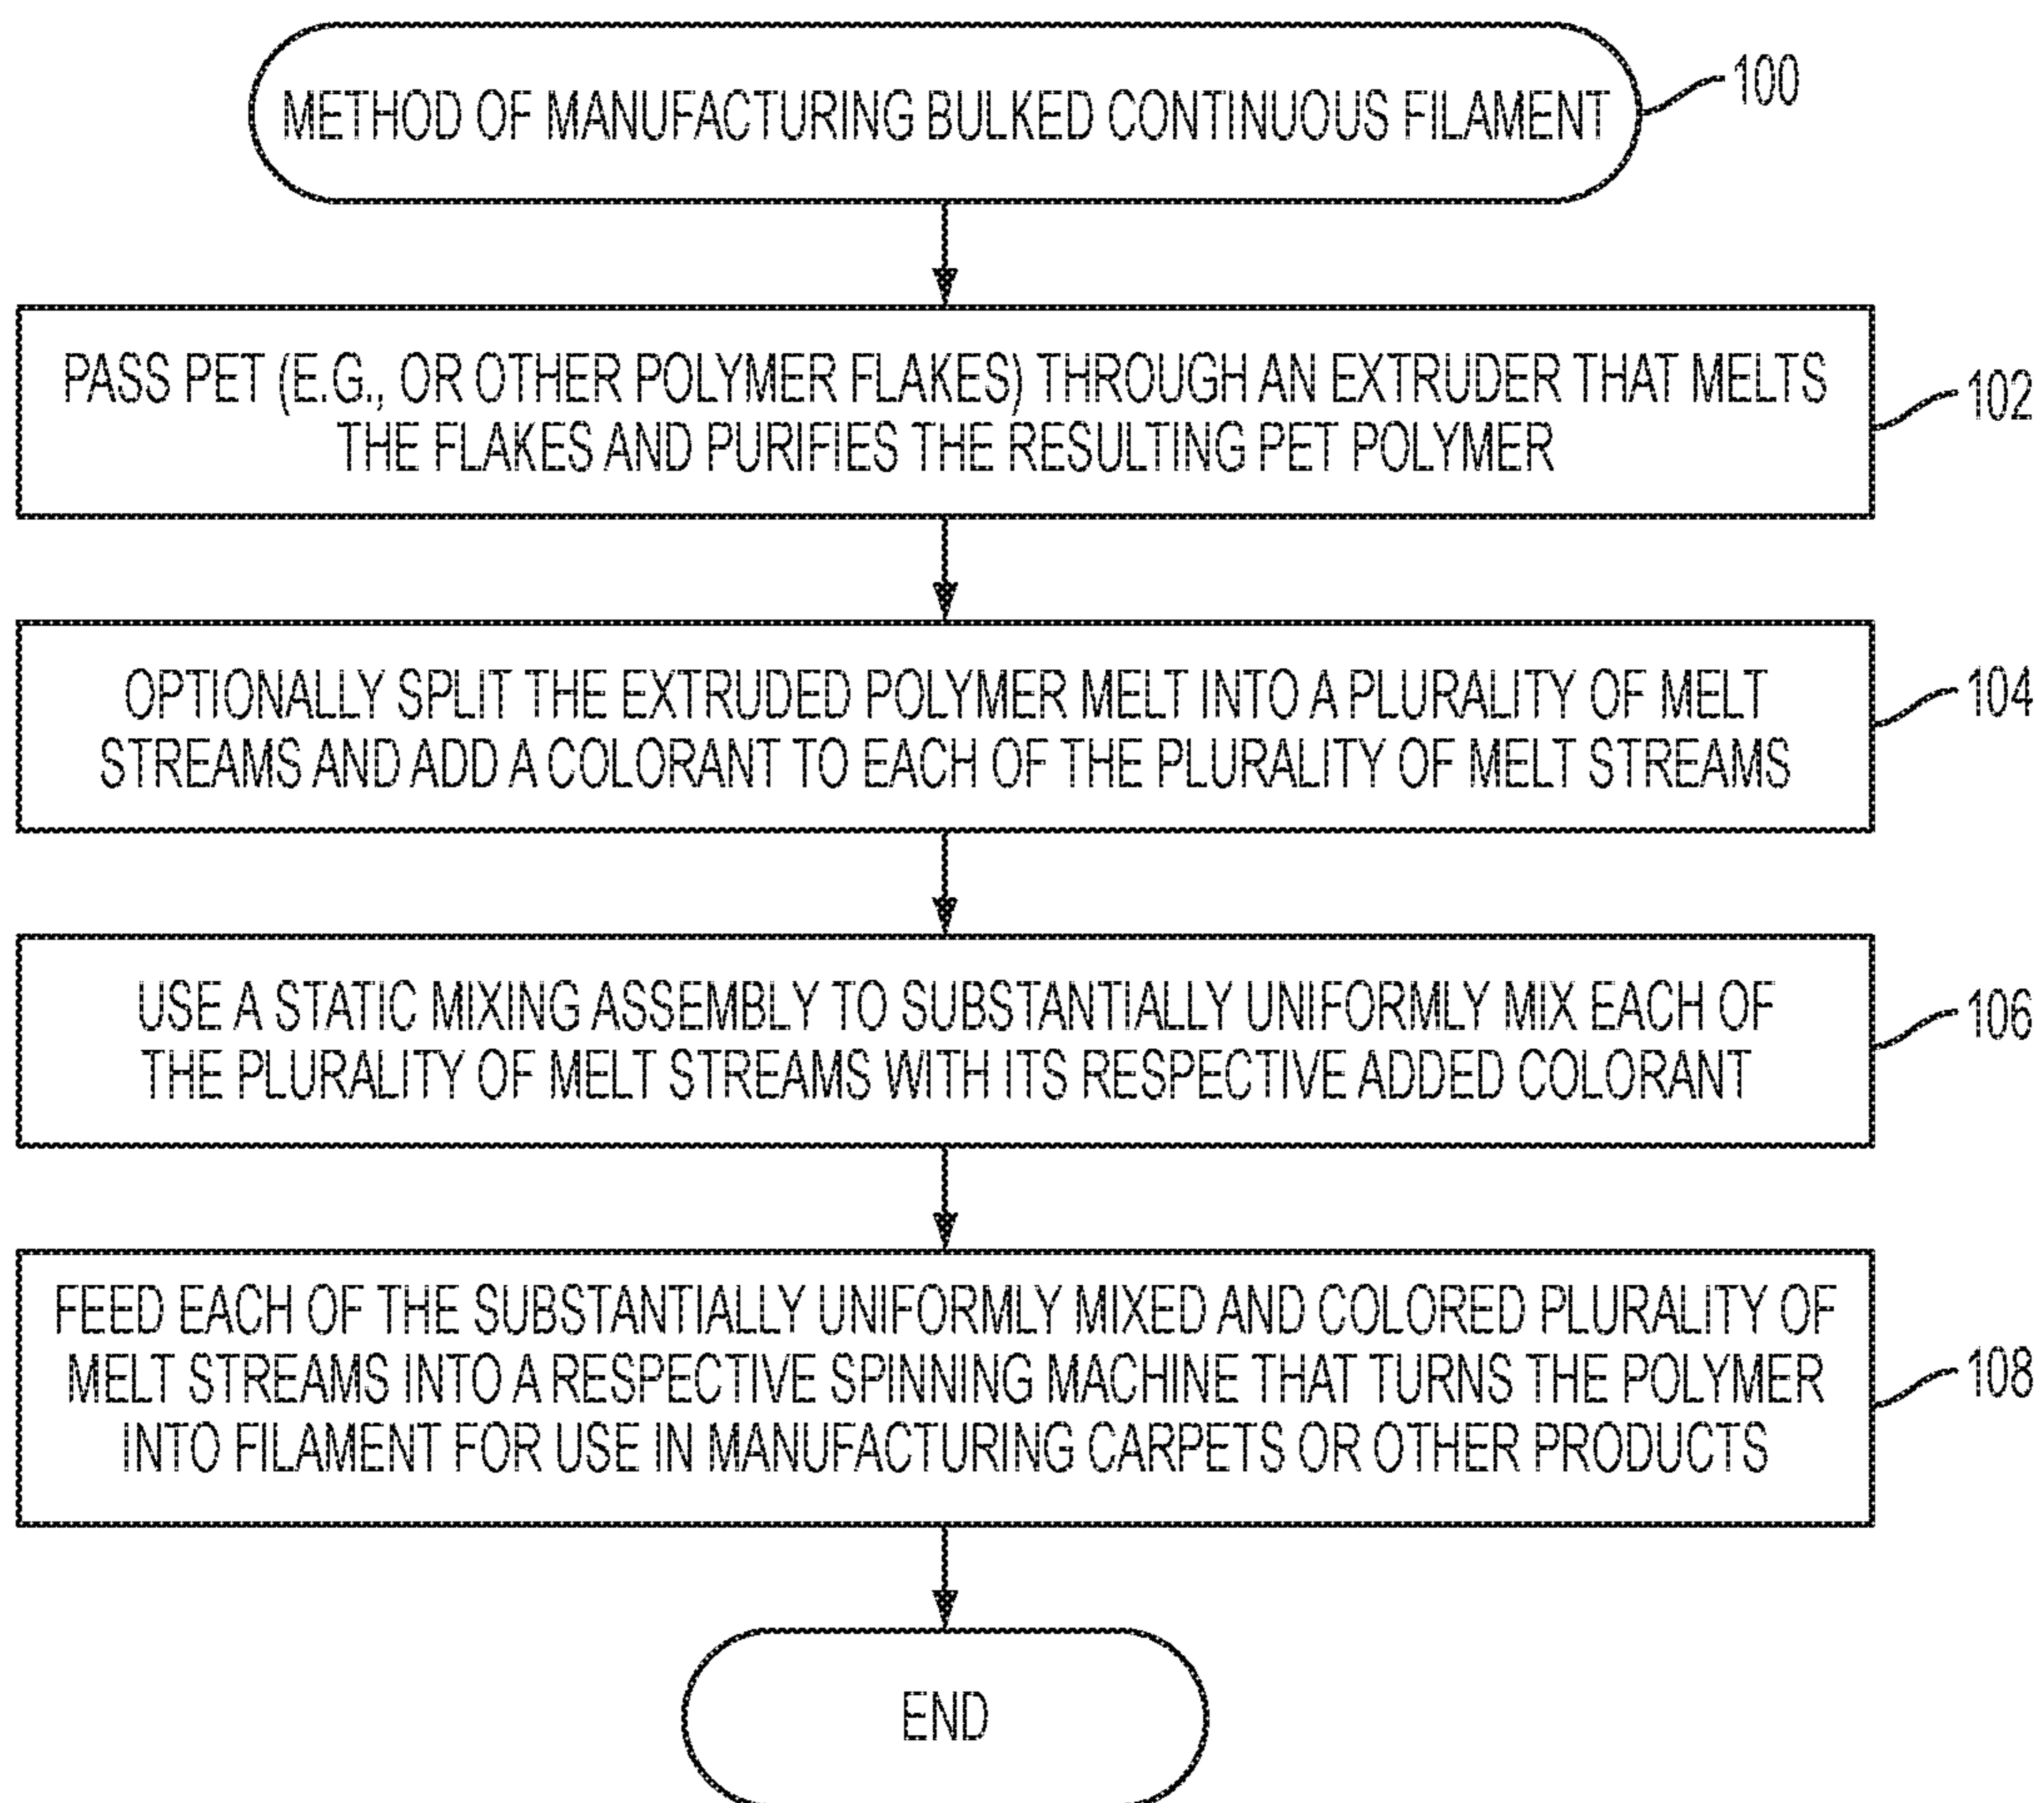 METHOD OF MANUFACTURING BULKED CONTINUOUS FILAMENT
100
PASS PET (E.G., OR OTHER POLYMER FLAKES) THROUGH AN EXTRUDER THAT MELTS
THE FLAKES AND PURIFIES THE RESULTING PET POLYMER
102
OPTIONALLY SPLIT THE EXTRUDED POLYMER MELT INTO A PLURALITY OF MELT
STREAMS AND ADD A COLORANT TO EACH OF THE PLURALITY OF MELT STREAMS
104
USE A STATIC MIXING ASSEMBLY TO SUBSTANTIALLY UNIFORMLY MIX EACH OF
THE PLURALITY OF MELT STREAMS WITH ITS RESPECTIVE ADDED COLORANT
106
FEED EACH OF THE SUBSTANTIALLY UNIFORMLY MIXED AND COLORED PLURALITY OF
MELT STREAMS INTO A RESPECTIVE SPINNING MACHINE THAT TURNS THE POLYMER
INTO FILAMENT FOR USE IN MANUFACTURING CARPETS OR OTHER PRODUCTS
108
END